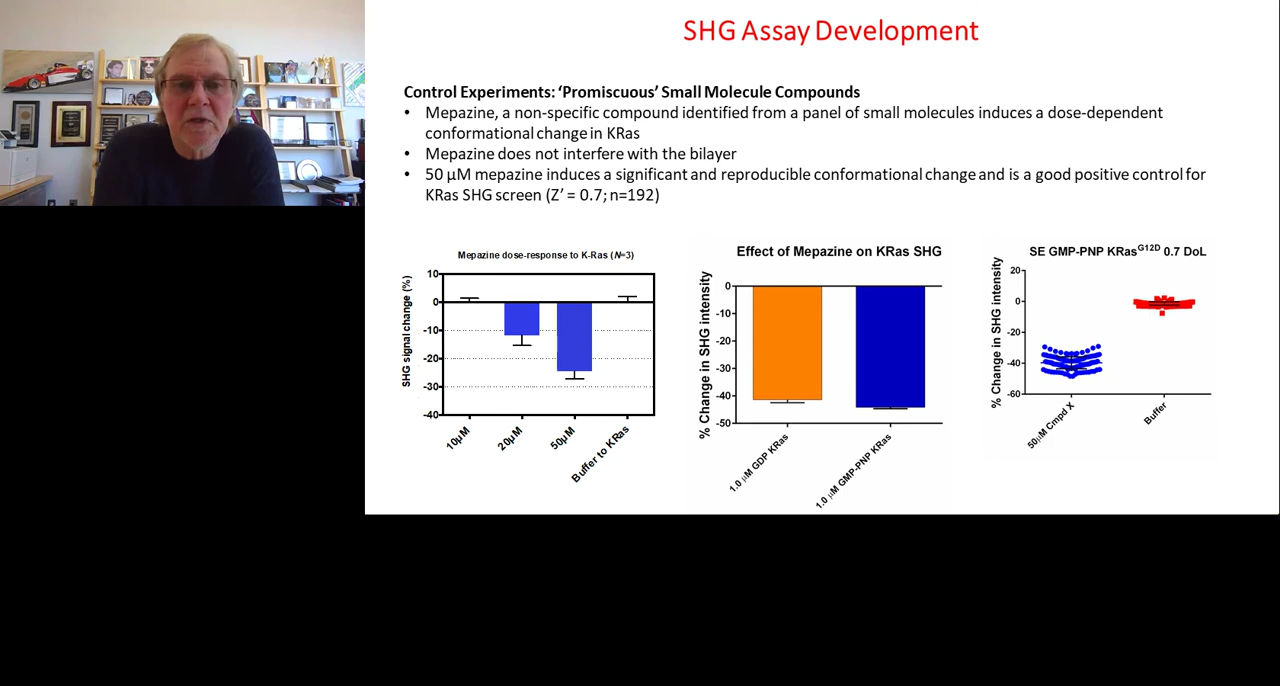 SHG Assay Development
Control Experiments: ‘Promiscuous’ Small Molecule Compounds
• Mepazine, a non-specific compound identified from a panel of small molecules induces a dose-dependent
conformational change in KRas
• Mepazine does not interfere with the bilayer
• 50 µM mepazine induces a significant and reproducible conformational change and is a good positive control for
KRas SHG screen (Z’ = 0.7; n=192)
Mepazine dose-response to K-Ras (N=3)
SHG signal change (%)
10
0
-10
-20
-30
-40
10µM
20µM
50µM
Buffer to KRas
Effect of Mepazine on KRas SHG
% Change in SHG intensity
0
-10
-20
-30
-40
-50
1.0 µM GDP KRas
1.0 µM GMP-PNP KRas
SE GMP-PNP KRasG12D 0.7 DoL
% Change in SHG intensity
20
0
-20
-40
-60
50µM Cmpd X
Buffer